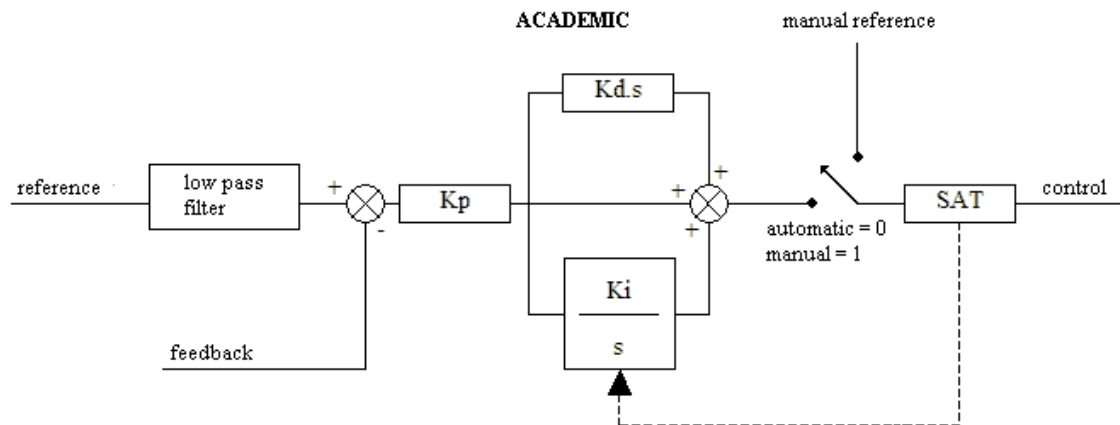 ACADEMIC
manual reference
Kd.s
reference
low pass
filter
+
-
Kp
+
+
+
SAT
control
automatic = 0
manual = 1
Ki
s
feedback